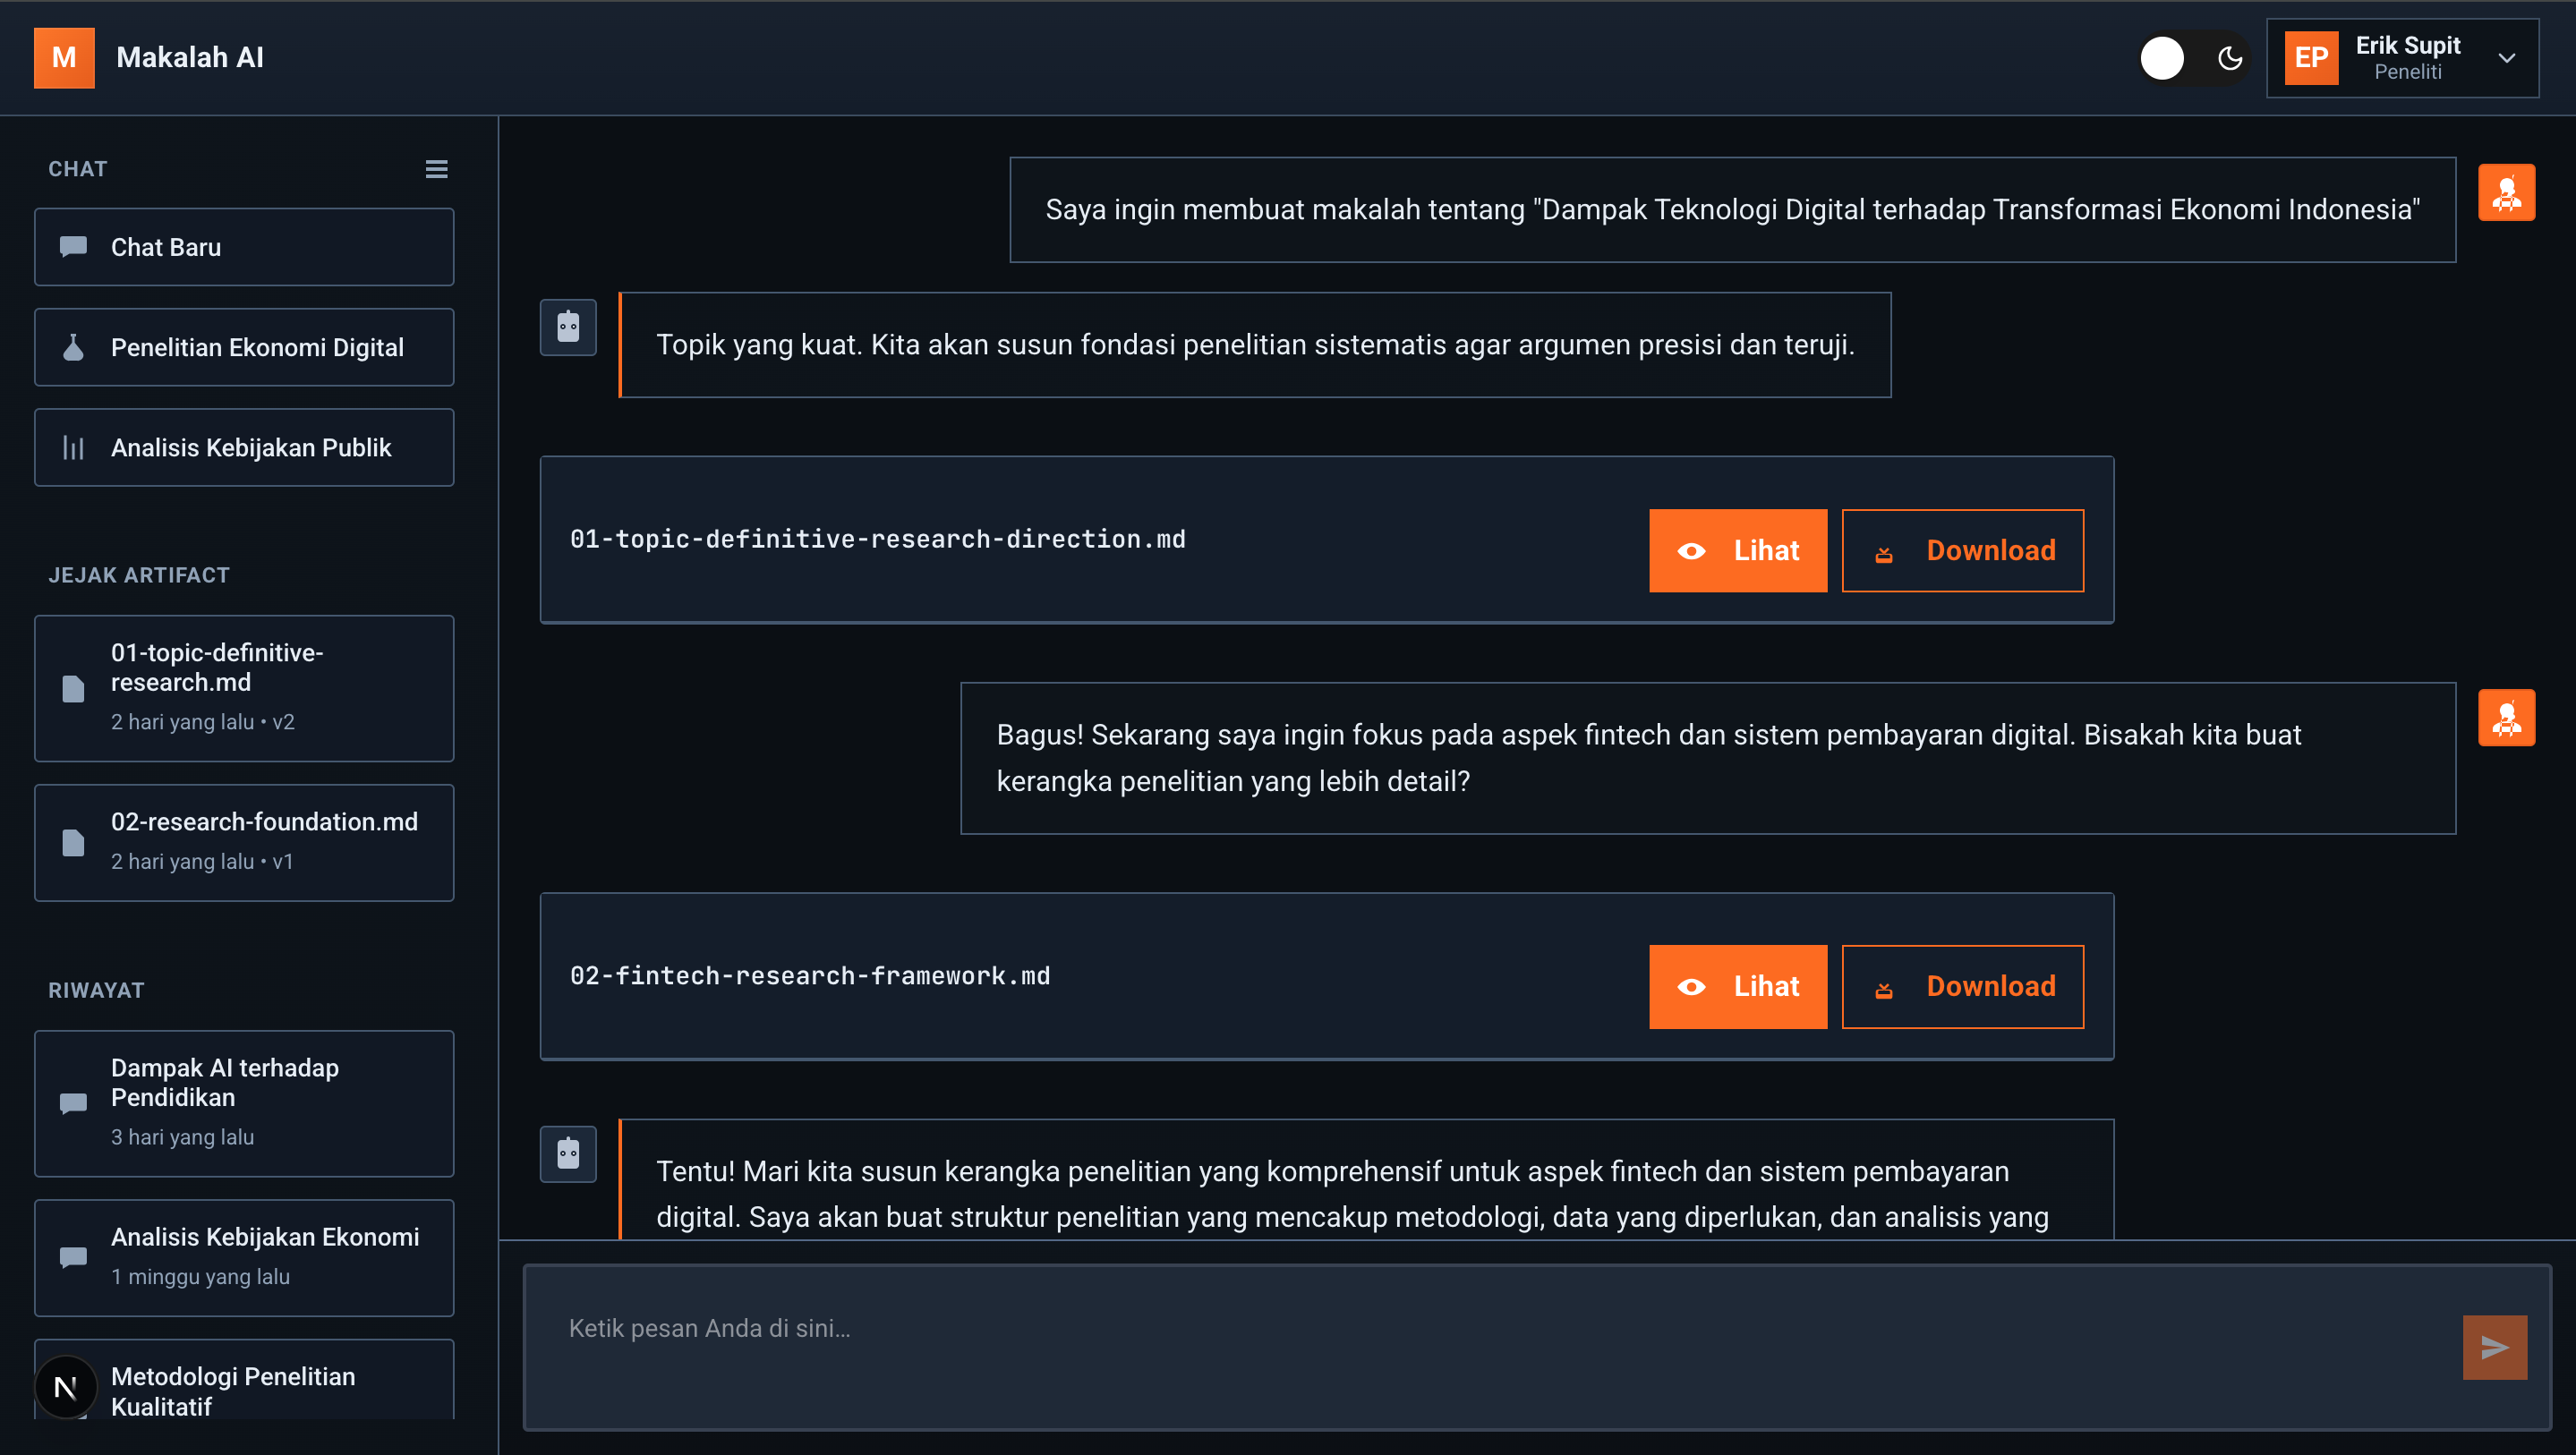 M
Makalah AI
EP
Erik Supit
Peneliti
CHAT
Chat Baru
Penelitian Ekonomi Digital
Analisis Kebijakan Publik
JEJAK ARTIFACT
01-topic-definitive-
research.md
2 hari yang lalu • v2
02-research-foundation.md
2 hari yang lalu • v1
RIWAYAT
Dampak AI terhadap
Pendidikan
3 hari yang lalu
Analisis Kebijakan Ekonomi
1 minggu yang lalu
Metodologi Penelitian
Kualitatif
N
Saya ingin membuat makalah tentang "Dampak Teknologi Digital terhadap Transformasi Ekonomi Indonesia"
Topik yang kuat. Kita akan susun fondasi penelitian sistematis agar argumen presisi dan teruji.
01-topic-definitive-research-direction.md
Lihat
Download
Bagus! Sekarang saya ingin fokus pada aspek fintech dan sistem pembayaran digital. Bisakah kita buat
kerangka penelitian yang lebih detail?
02-fintech-research-framework.md
Lihat
Download
Tentu! Mari kita susun kerangka penelitian yang komprehensif untuk aspek fintech dan sistem pembayaran
digital. Saya akan buat struktur penelitian yang mencakup metodologi, data yang diperlukan, dan analisis yang
Ketik pesan Anda di sini...